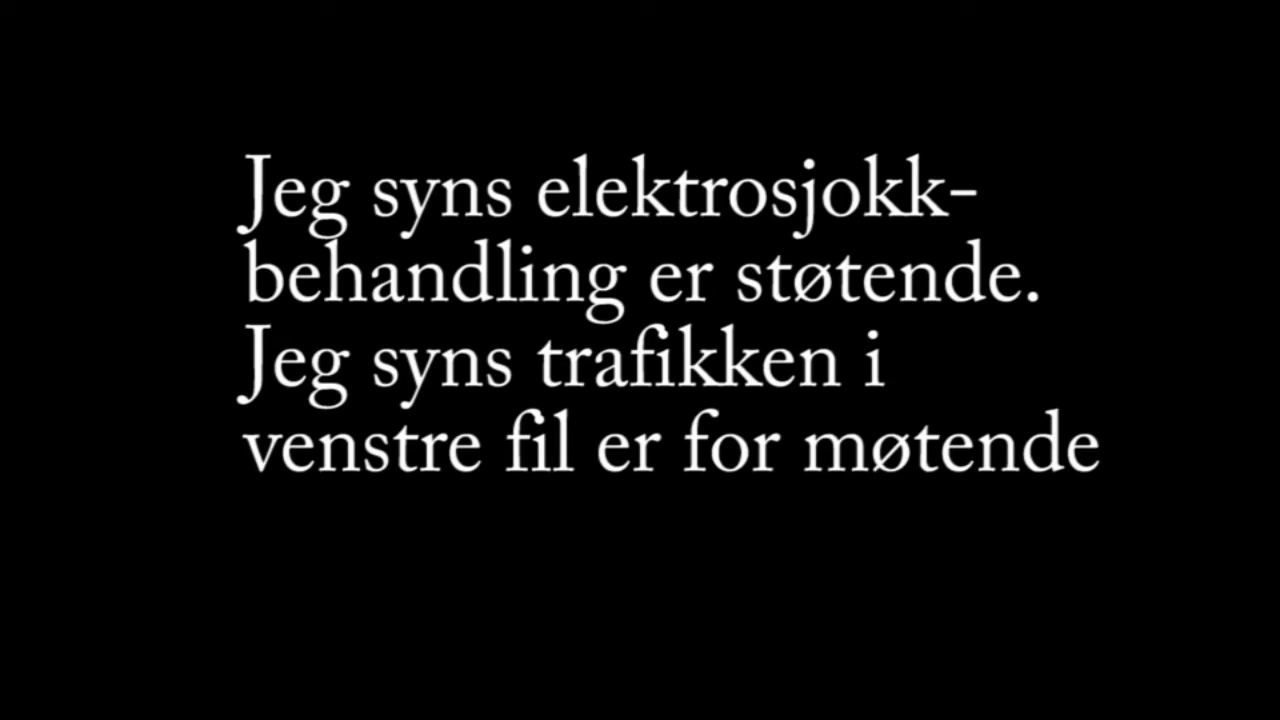 Jeg syns elektrosjokk-
behandling er støtende.
Jeg syns trafikken i
venstre fil er for møtende